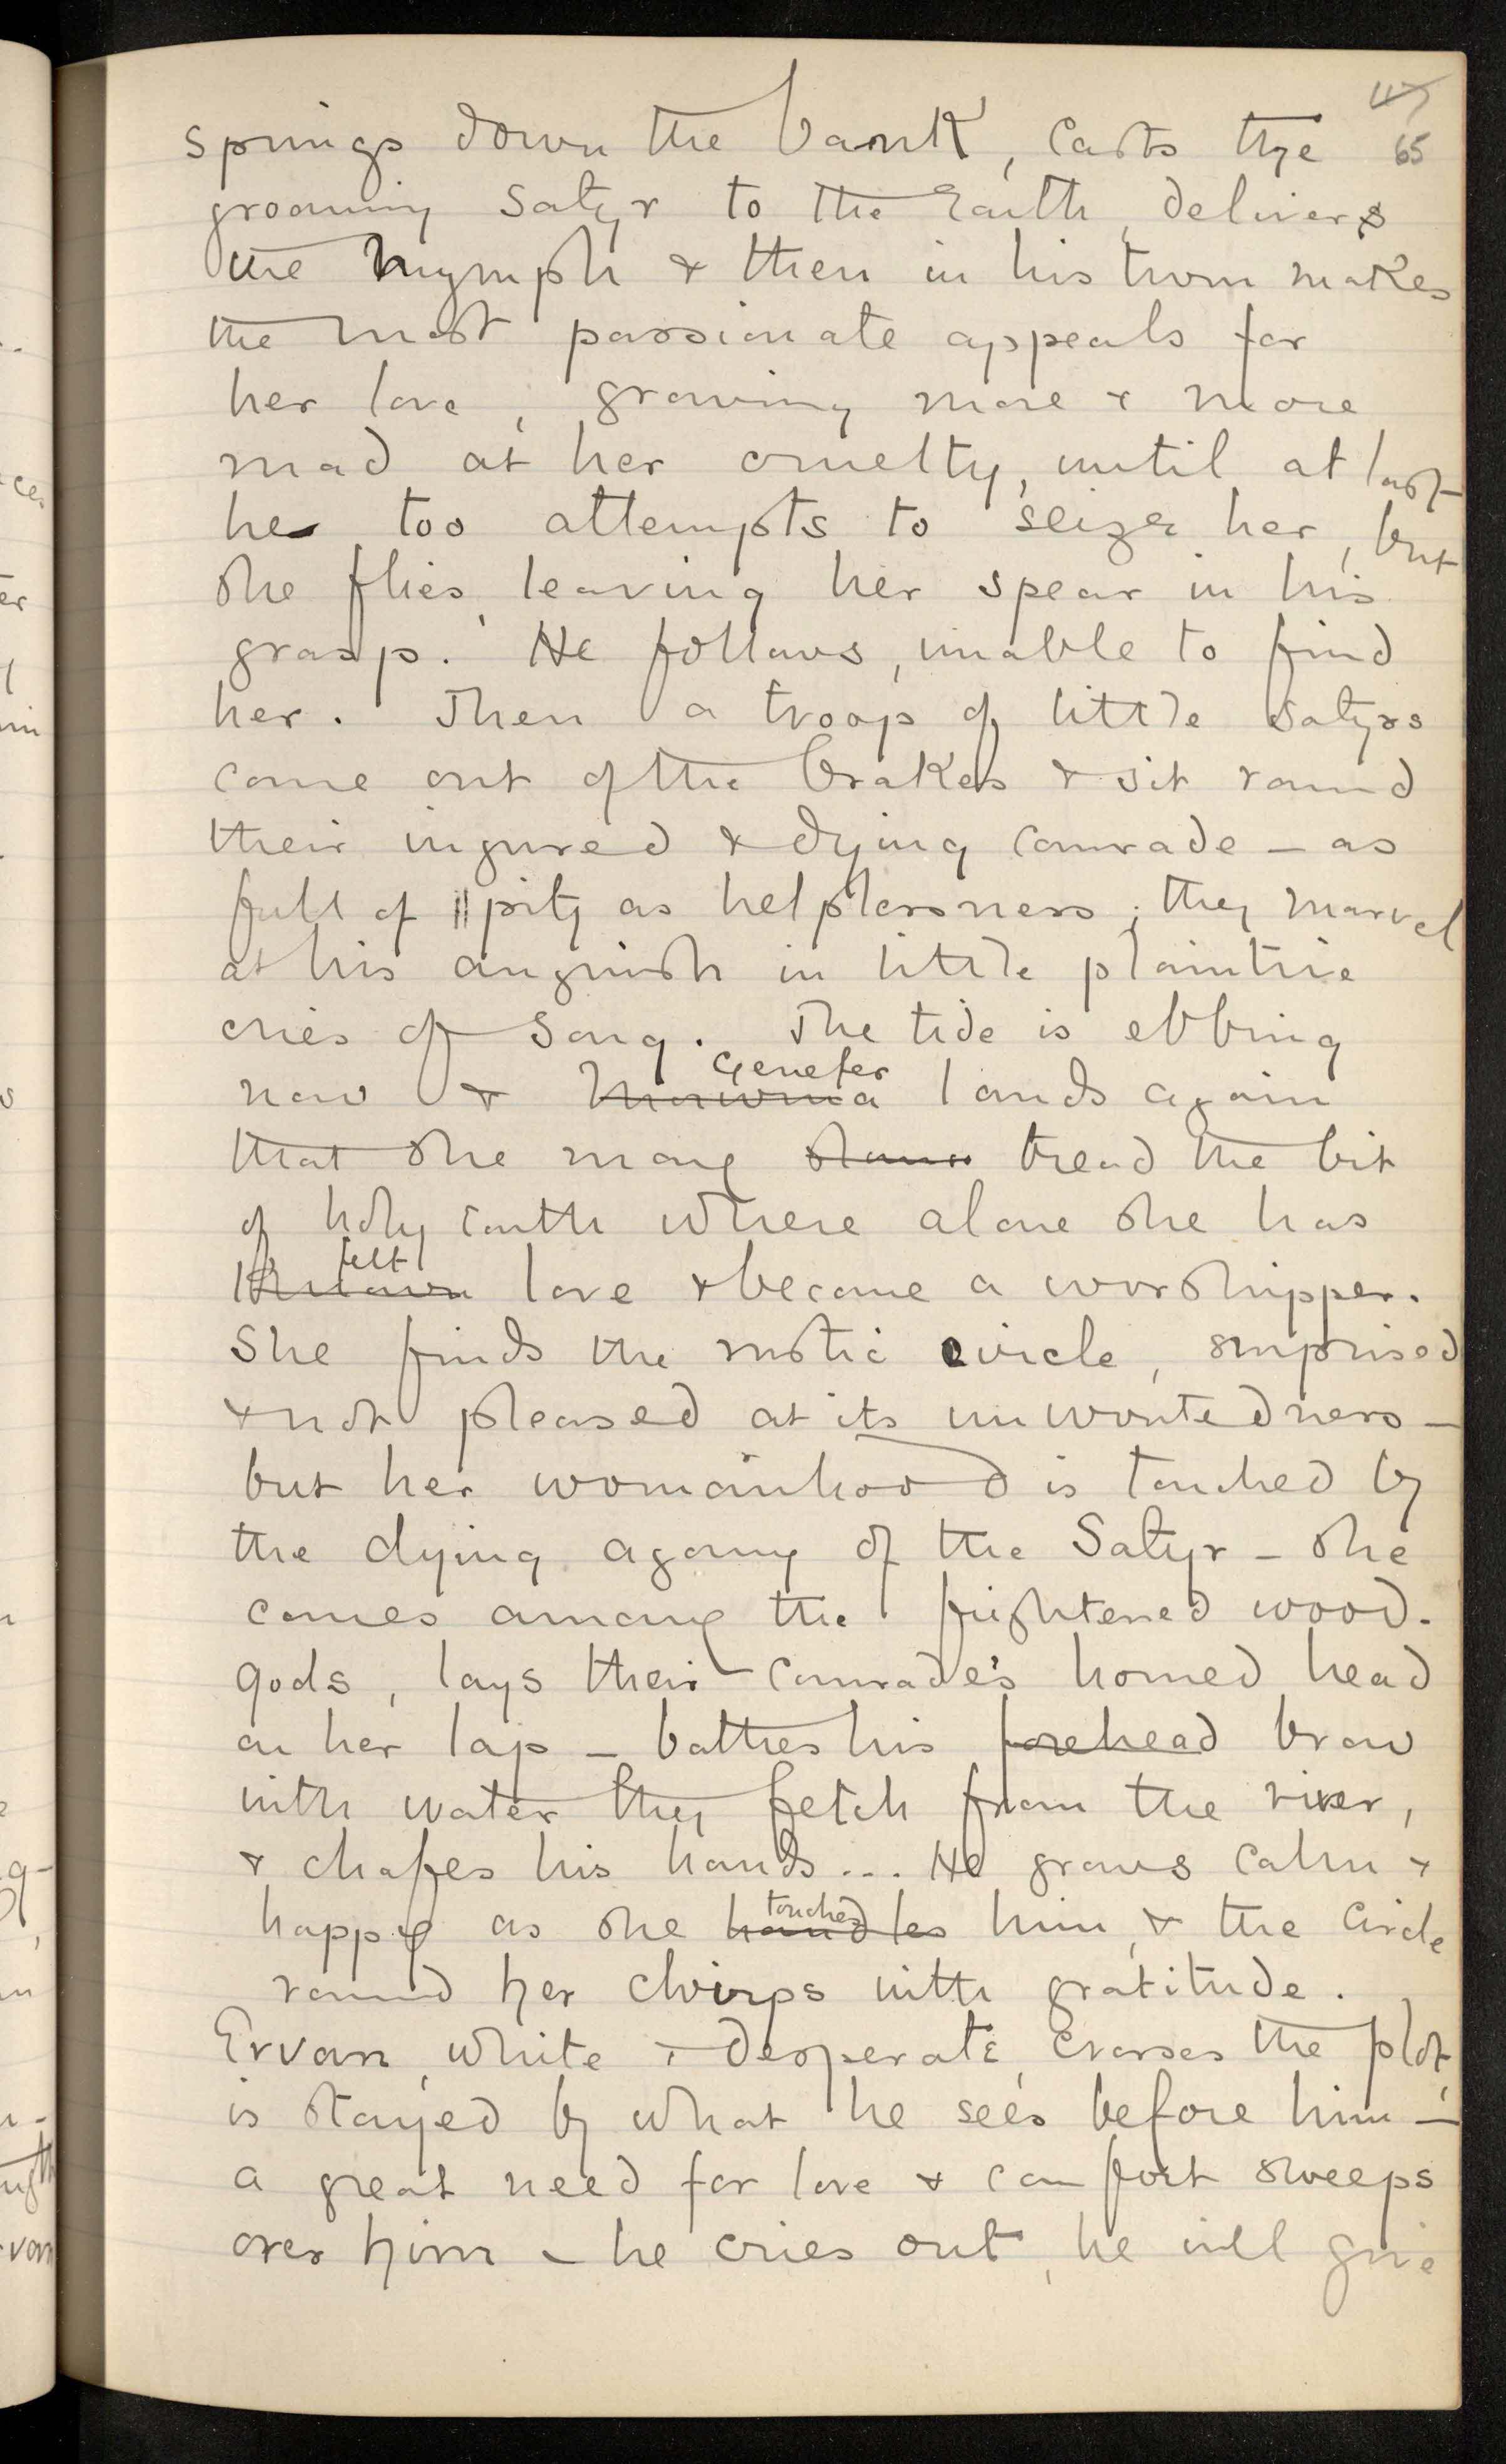 47
65
springs down the bank, casts the
groaning Satyr to the Earth, delivers
the Nymph & then in his turn makes
the most passionate appeals for
her love, growing more & more
mad at her cruelty, until at last
he too attempts to seize her, but
she flies, leaving her spear in his
grasp. He follows, unable to find
her. Then a troop of little Satyrs
come out of the brakes & sit round
their injured & dying comrade – as
full of pity as helplessness; they marvel
at his anguish in little plaintive
cries of song. The tide is ebbing
Genefer
now & lands again
that she may tread the bit
of holy earth where alone she has
felt
known love & become a worshipper.
She finds the rustic circle, surprised
& not pleased at its unwontedness –
but her womanhood is touched by
the dying agony of the Satyr – she
comes among the frightened wood-
gods, lays their comrade's horned head
on her lap – bathes his forehead brow
with water they fetch from the river,
& chafes his hands... He grows calm &
touches
happy as she handles him, & the circle
round her chirps with gratitude.
Ervan, white & desperate, crosses the plot,
is stayed by what he sees before him –
a great need for love & comfort sweeps
over him – he cries out, he will give